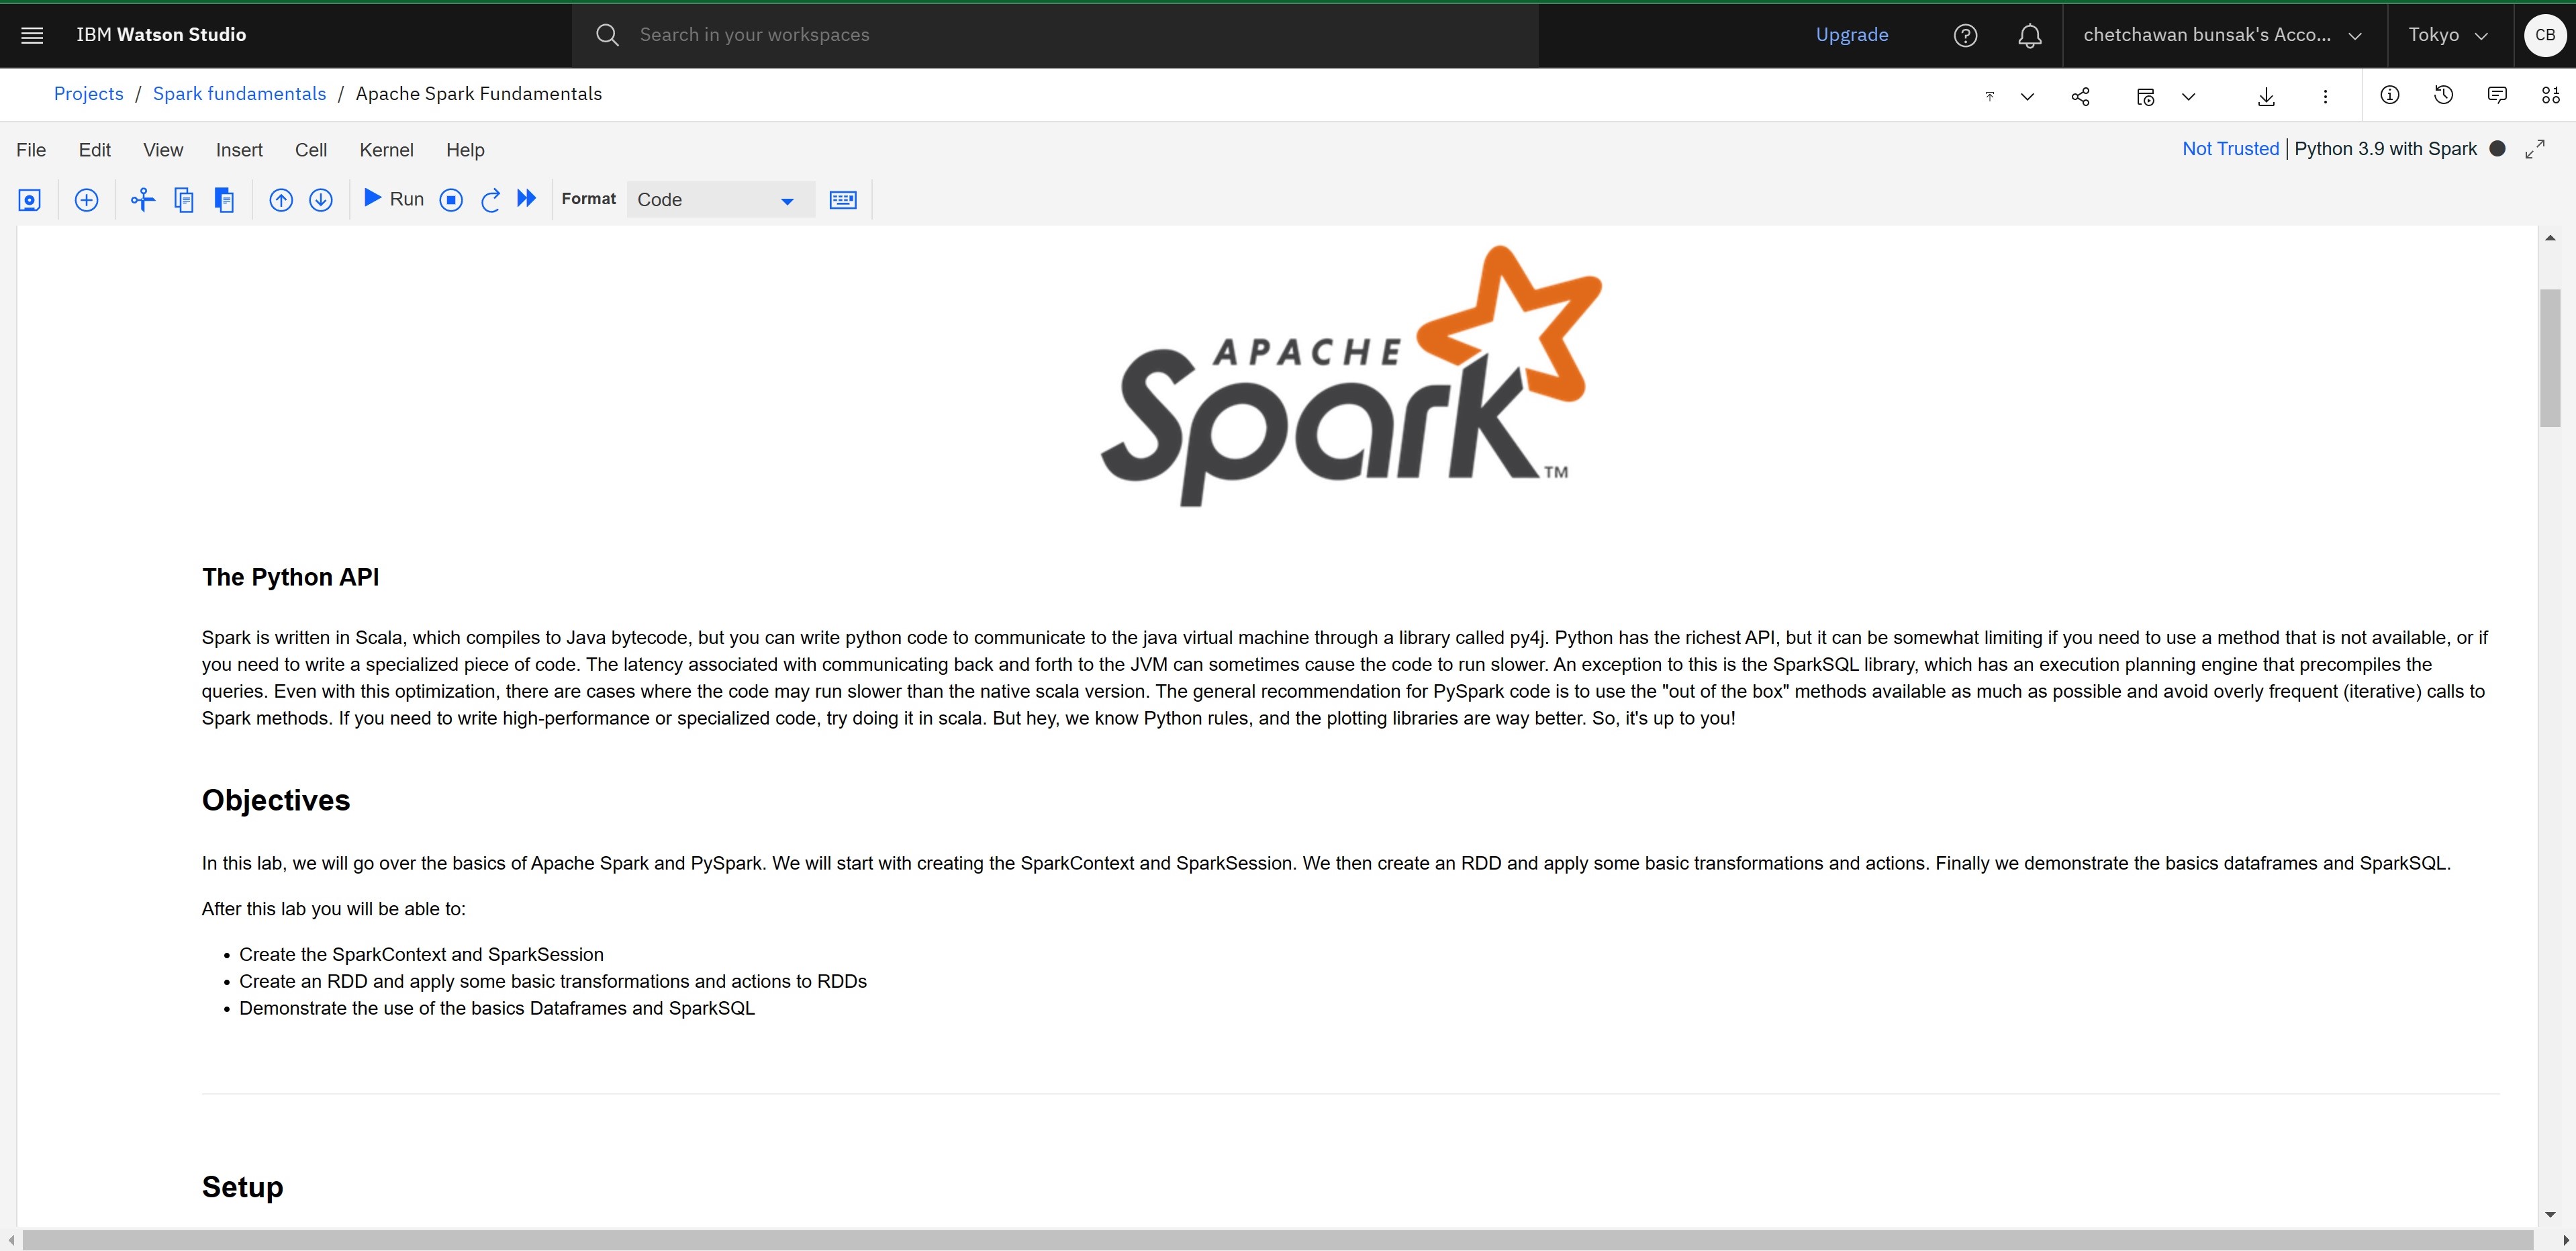 IBM Watson Studio
Search in your workspaces
Upgrade
chetchawan bunsak's Acco...
Tokyo
CB
Projects / Spark fundamentals / Apache Spark Fundamentals
File Edit View Insert Cell Kernel Help
Not Trusted | Python 3.9 with Spark
Run
Format
Code
APACHE
Spark™
The Python API
Spark is written in Scala, which compiles to Java bytecode, but you can write python code to communicate to the java virtual machine through a library called py4j. Python has the richest API, but it can be somewhat limiting if you need to use a method that is not available, or if
you need to write a specialized piece of code. The latency associated with communicating back and forth to the JVM can sometimes cause the code to run slower. An exception to this is the SparkSQL library, which has an execution planning engine that precompiles the
queries. Even with this optimization, there are cases where the code may run slower than the native scala version. The general recommendation for PySpark code is to use the "out of the box" methods available as much as possible and avoid overly frequent (iterative) calls to
Spark methods. If you need to write high-performance or specialized code, try doing it in scala. But hey, we know Python rules, and the plotting libraries are way better. So, it's up to you!
Objectives
In this lab, we will go over the basics of Apache Spark and PySpark. We will start with creating the SparkContext and SparkSession. We then create an RDD and apply some basic transformations and actions. Finally we demonstrate the basics dataframes and SparkSQL.
After this lab you will be able to:
• Create the SparkContext and SparkSession
• Create an RDD and apply some basic transformations and actions to RDDs
• Demonstrate the use of the basics Dataframes and SparkSQL
Setup